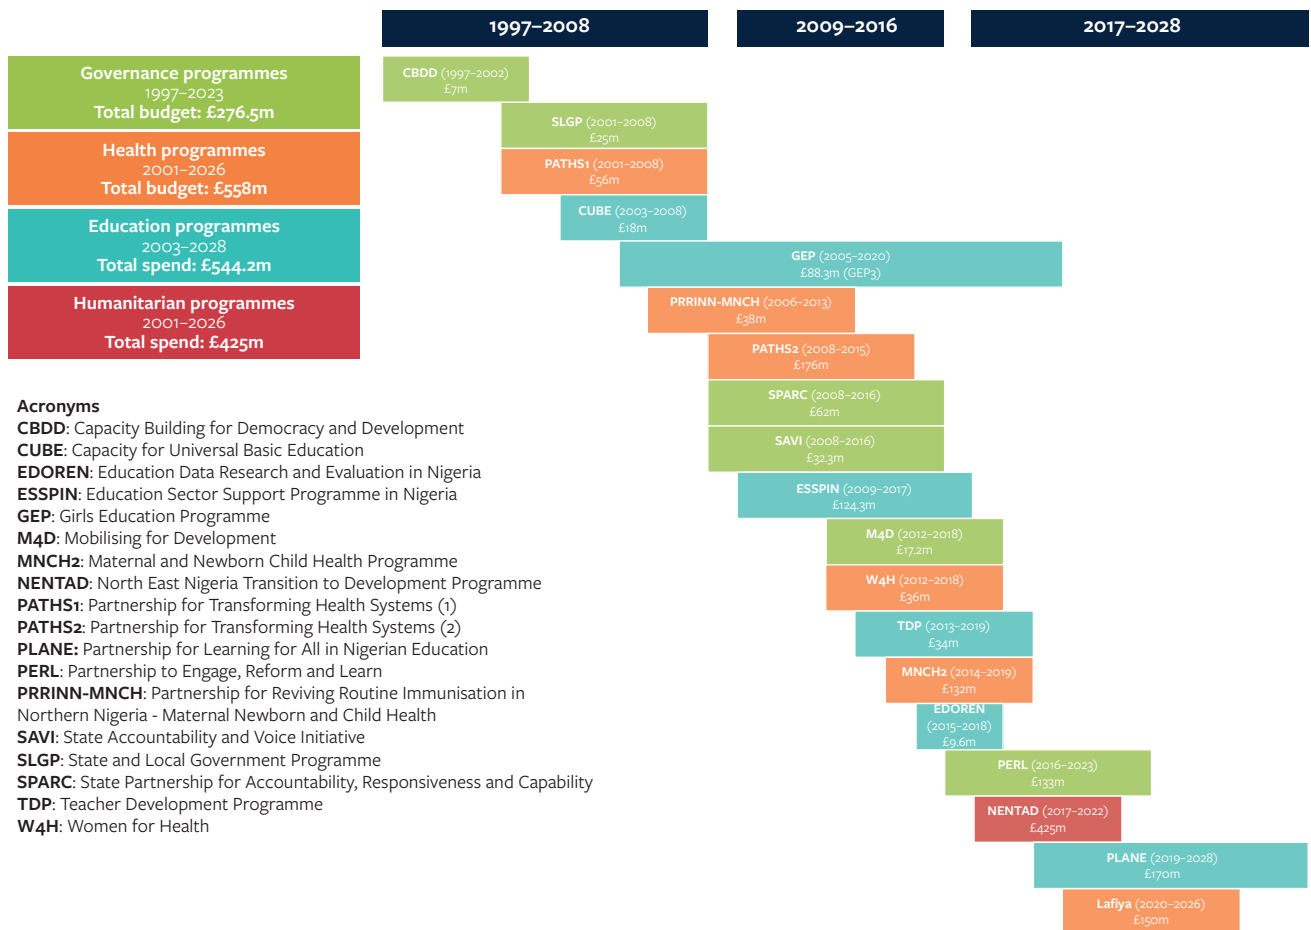 1997–2008
2009–2016
2017–2028
Governance programmes
1997–2023
Total budget: £276.5m
Health programmes
2001–2026
Total budget: £558m
Education programmes
2003–2028
Total spend: £544.2m
Humanitarian programmes
2001–2026
Total spend: £425m
CBDD (1997–2002)
£7m
SLGP (2001–2008)
£25m
PATHS1 (2001–2008)
£56m
CUBE (2003–2008)
£18m
GEP (2005–2020)
£88.3m (GEP3)
PRRINN-MNCH (2006–2013)
£38m
PATHS2 (2008–2015)
£176m
SPARC (2008–2016)
£62m
SAVI (2008–2016)
£32.3m
ESSPIN (2009–2017)
£124.3m
M4D (2012–2018)
£17.2m
W4H (2012–2018)
£36m
TDP (2013–2019)
£34m
MNCH2 (2014–2019)
£132m
EDOREN
(2015–2018)
£9.6m
PERL (2016–2023)
£133m
NENTAD (2017–2022)
£425m
PLANE (2019–2028)
£170m
Lafiya (2020–2026)
£150m
Acronyms
CBDD: Capacity Building for Democracy and Development
CUBE: Capacity for Universal Basic Education
EDOREN: Education Data Research and Evaluation in Nigeria
ESSPIN: Education Sector Support Programme in Nigeria
GEP: Girls Education Programme
M4D: Mobilising for Development
MNCH2: Maternal and Newborn Child Health Programme
NENTAD: North East Nigeria Transition to Development Programme
PATHS1: Partnership for Transforming Health Systems (1)
PATHS2: Partnership for Transforming Health Systems (2)
PLANE: Partnership for Learning for All in Nigerian Education
PERL: Partnership to Engage, Reform and Learn
PRRINN-MNCH: Partnership for Reviving Routine Immunisation in
Northern Nigeria - Maternal Newborn and Child Health
SAVI: State Accountability and Voice Initiative
SLGP: State and Local Government Programme
SPARC: State Partnership for Accountability, Responsiveness and Capability
TDP: Teacher Development Programme
W4H: Women for Health